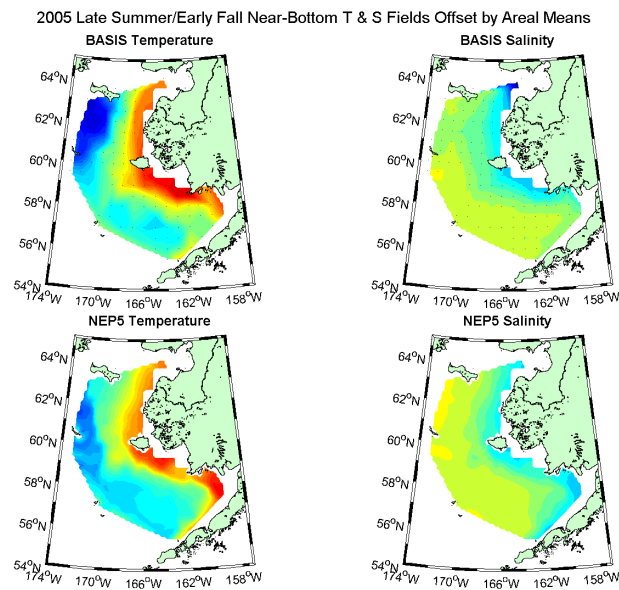 2005 Late Summer/Early Fall Near-Bottom T & S Fields Offset by Areal Means
BASIS Temperature
BASIS Salinity
64°N
62°N
60°N
58°N
56°N
54°N
174°W
170°W
166°W
162°W
158°W
64°N
62°N
60°N
58°N
56°N
54°N
174°W
170°W
166°W
162°W
158°W
NEP5 Temperature
NEP5 Salinity
64°N
62°N
60°N
58°N
56°N
54°N
174°W
170°W
166°W
162°W
158°W
64°N
62°N
60°N
58°N
56°N
54°N
174°W
170°W
166°W
162°W
158°W